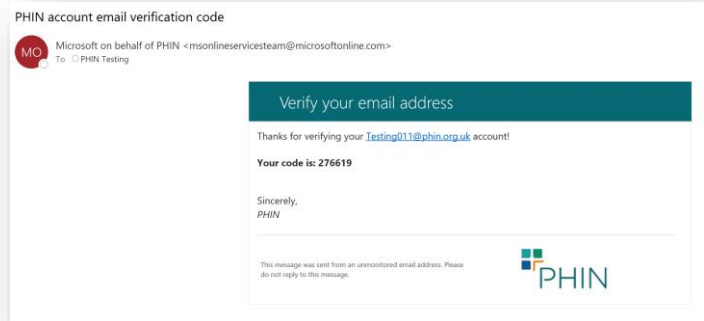 PHIN account email verification code
MO
Microsoft on behalf of PHIN <msonlineservicesteam@microsoftonline.com>
To PHIN Testing
Verify your email address
Thanks for verifying your Testing011@phin.org.uk account!
Your code is: 276619
Sincerely,
PHIN
This message was sent from an unmonitored email address. Please
do not reply to this message.
PHIN